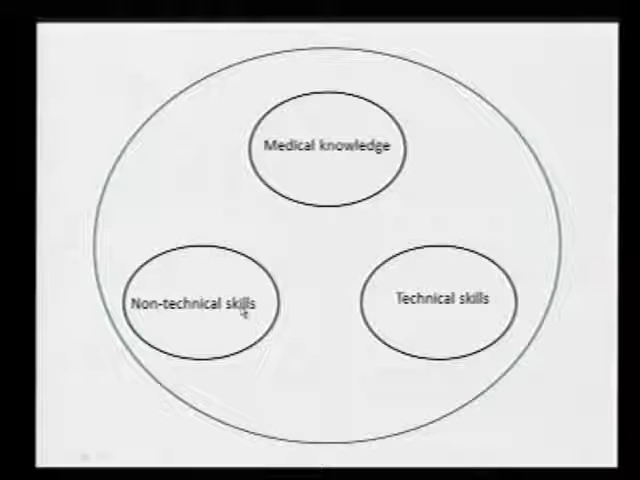 Medical knowledge
Non-technical skills
Technical skills